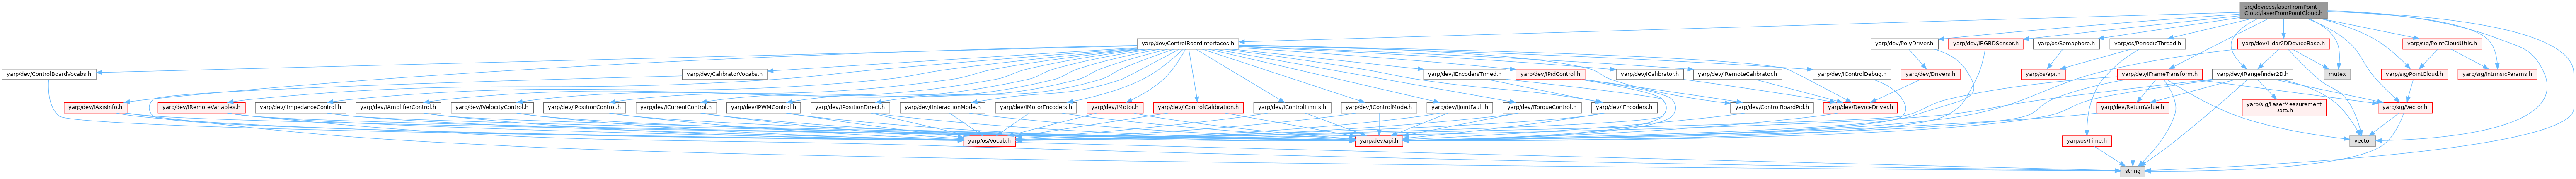 src/devices/laserFromPoint
Cloud/laserFromPointCloud.h
yarp/dev/ControlBoardInterfaces.h
yarp/dev/PolyDriver.h
yarp/dev/IRGBDSensor.h
yarp/os/Semaphore.h
yarp/os/PeriodicThread.h
yarp/dev/Lidar2DDeviceBase.h
yarp/sig/PointCloudUtils.h
yarp/dev/ControlBoardVocabs.h
yarp/dev/CalibratorVocabs.h
yarp/dev/IEncodersTimed.h
yarp/dev/IPidControl.h
yarp/dev/ICalibrator.h
yarp/dev/IRemoteCalibrator.h
yarp/dev/IControlDebug.h
yarp/dev/Drivers.h
yarp/os/api.h
yarp/dev/IFrameTransform.h
yarp/dev/IRangefinder2D.h
mutex
yarp/sig/PointCloud.h
yarp/sig/IntrinsicParams.h
yarp/dev/IAxisInfo.h
yarp/dev/IRemoteVariables.h
yarp/dev/IImpedanceControl.h
yarp/dev/IAmplifierControl.h
yarp/dev/IVelocityControl.h
yarp/dev/IPositionControl.h
yarp/dev/ICurrentControl.h
yarp/dev/IPWMControl.h
yarp/dev/IPositionDirect.h
yarp/dev/IInteractionMode.h
yarp/dev/IMotorEncoders.h
yarp/dev/IMotor.h
yarp/dev/IControlCalibration.h
yarp/dev/IControlLimits.h
yarp/dev/IControlMode.h
yarp/dev/IJointFault.h
yarp/dev/ITorqueControl.h
yarp/dev/IEncoders.h
yarp/dev/ControlBoardPid.h
yarp/dev/DeviceDriver.h
yarp/dev/ReturnValue.h
yarp/sig/LaserMeasurement
Data.h
yarp/sig/Vector.h
yarp/os/Vocab.h
yarp/dev/api.h
yarp/os/Time.h
vector
string